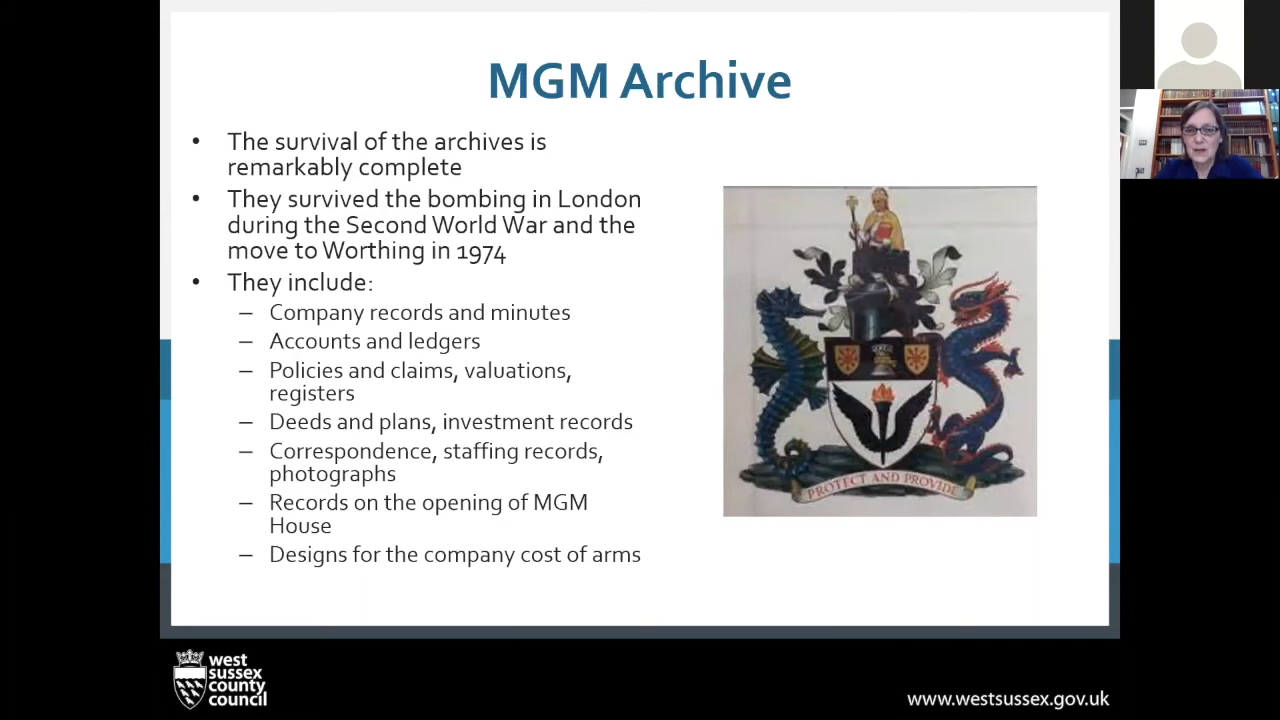 MGM Archive
• The survival of the archives is
remarkably complete
• They survived the bombing in London
during the Second World War and the
move to Worthing in 1974
• They include:
– Company records and minutes
– Accounts and ledgers
– Policies and claims, valuations,
registers
– Deeds and plans, investment records
– Correspondence, staffing records,
photographs
– Records on the opening of MGM
House
– Designs for the company cost of arms
PROTECT AND PROVIDE
west
sussex
county
council
www.westsussex.gov.uk